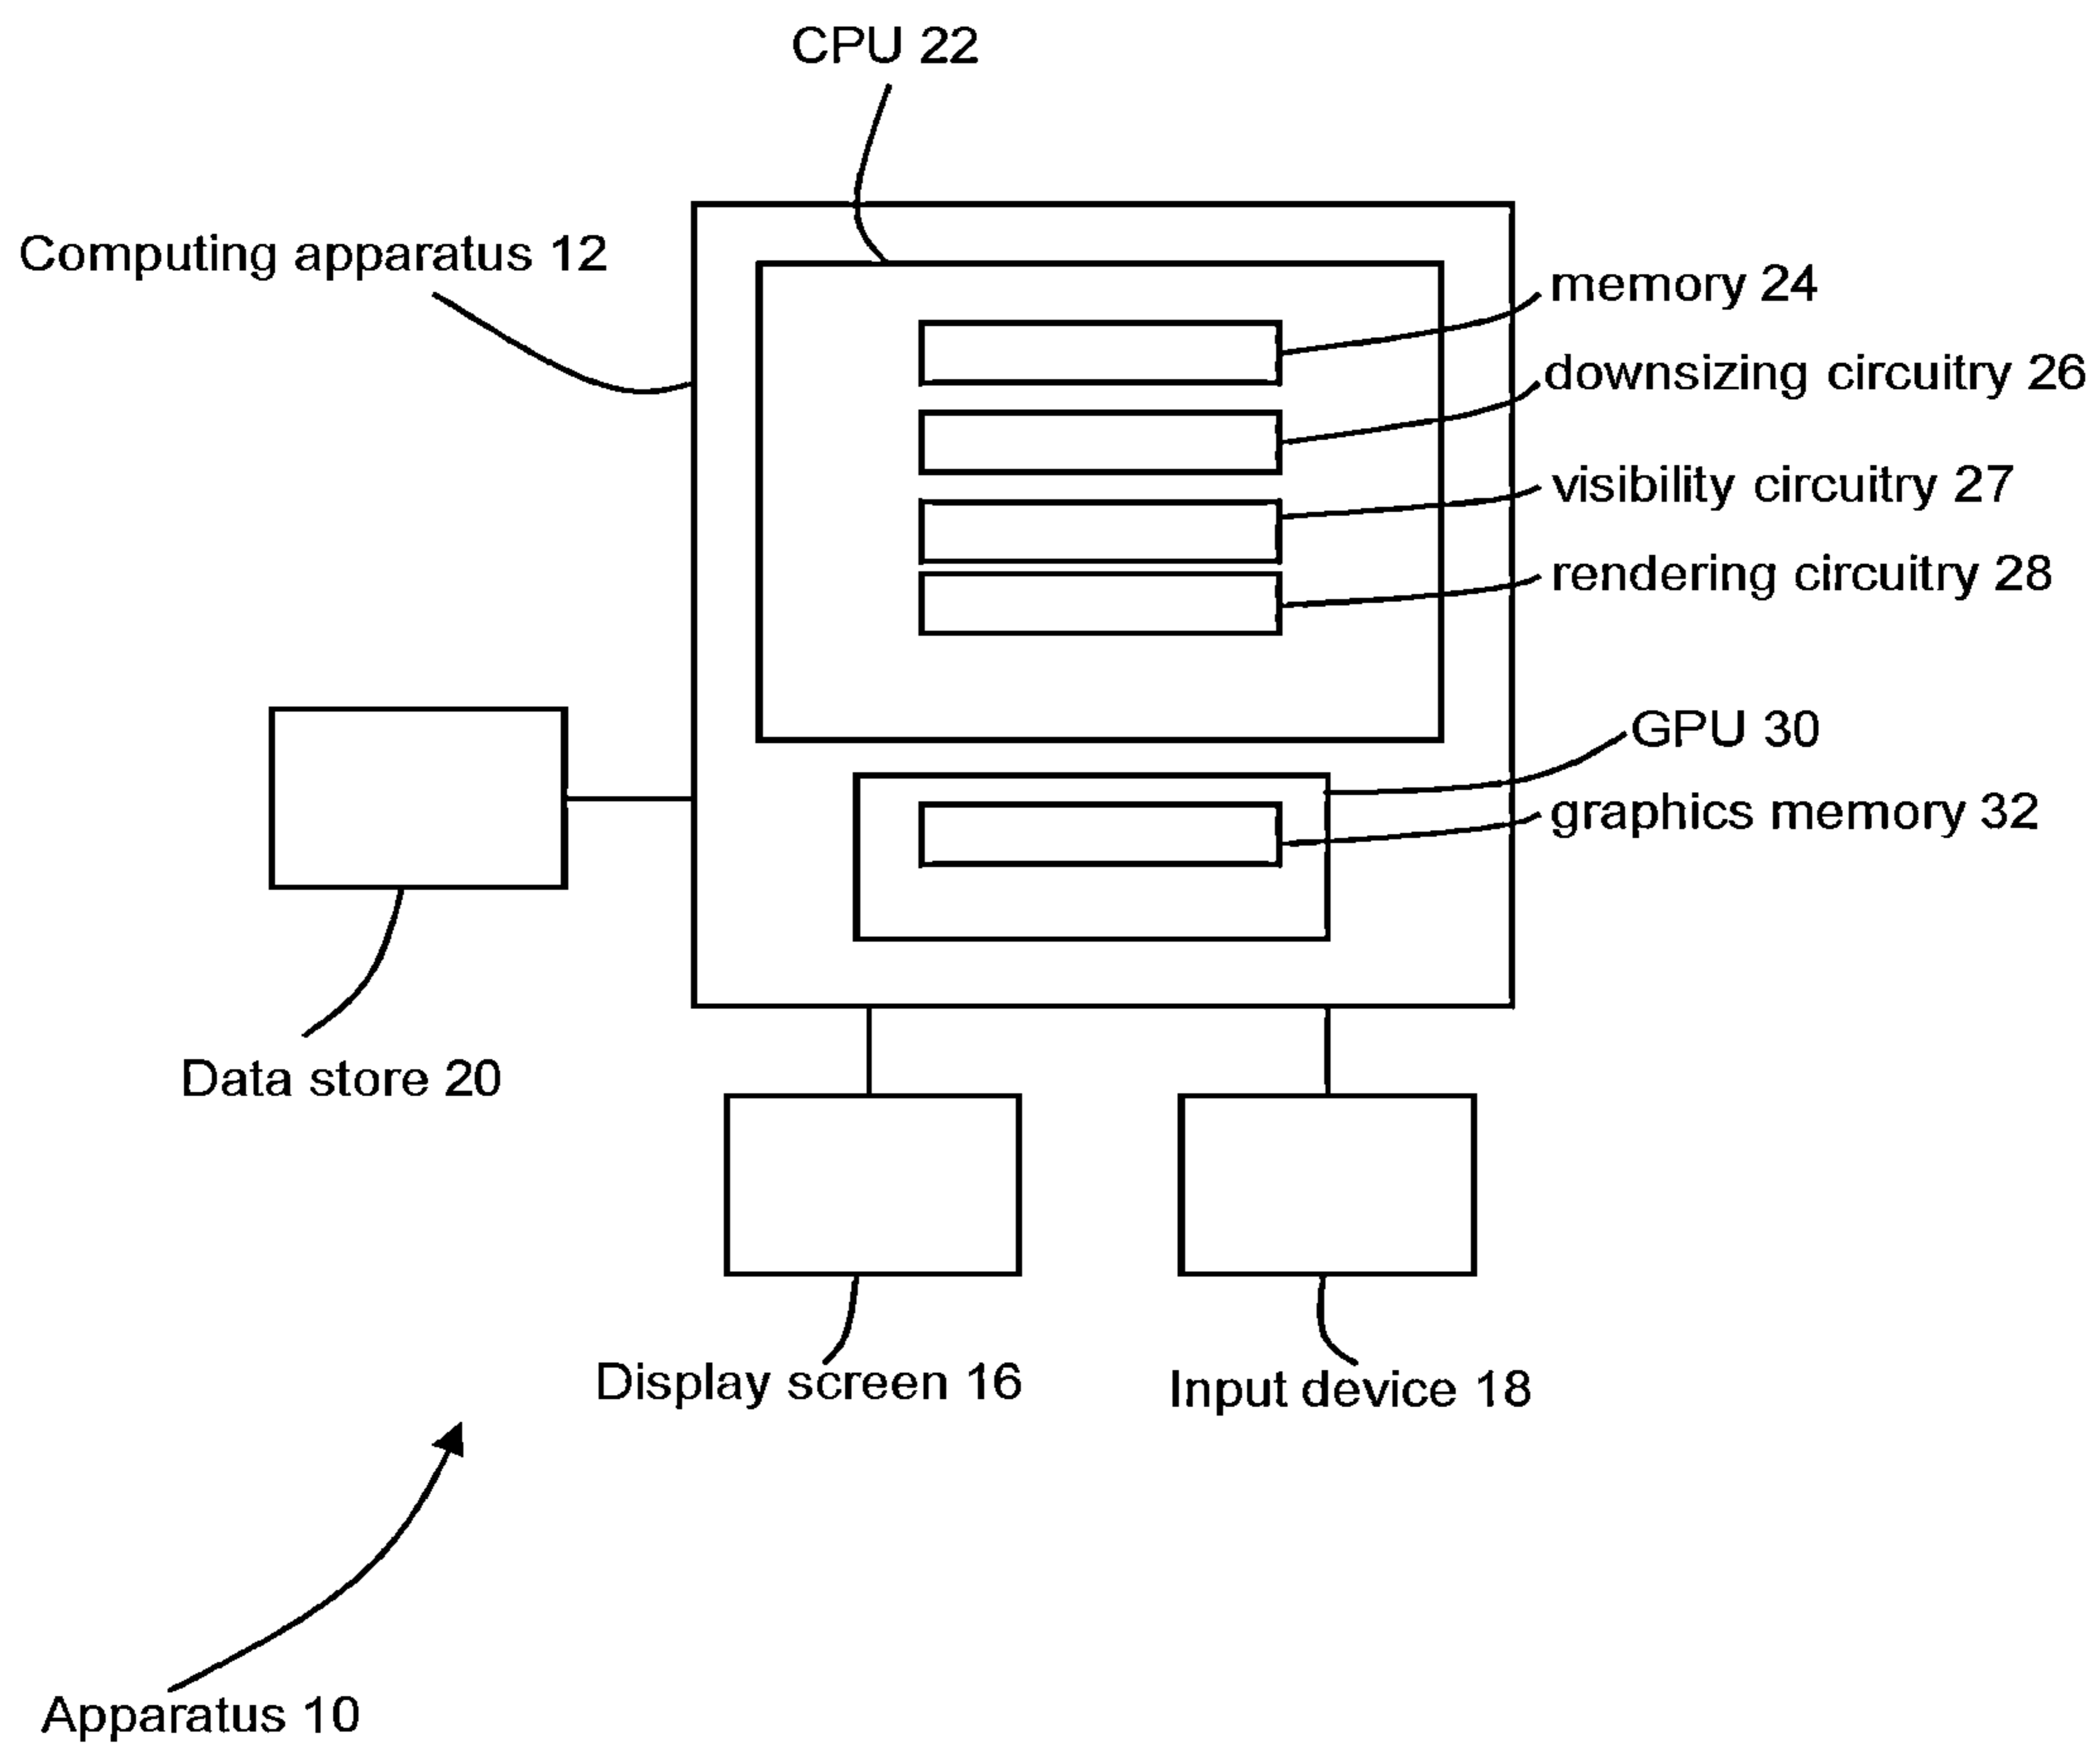 CPU 22
Computing apparatus 12
memory 24
downsizing circuitry 26
visibility circuitry 27
rendering circuitry 28
GPU 30
graphics memory 32
Data store 20
Display screen 16
Input device 18
Apparatus 10